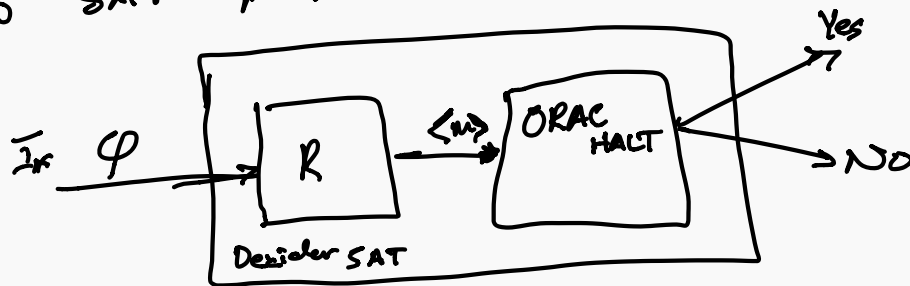 SAT
Yes
In φ
R
<m>
ORAC
HALT
NO
Decider SAT